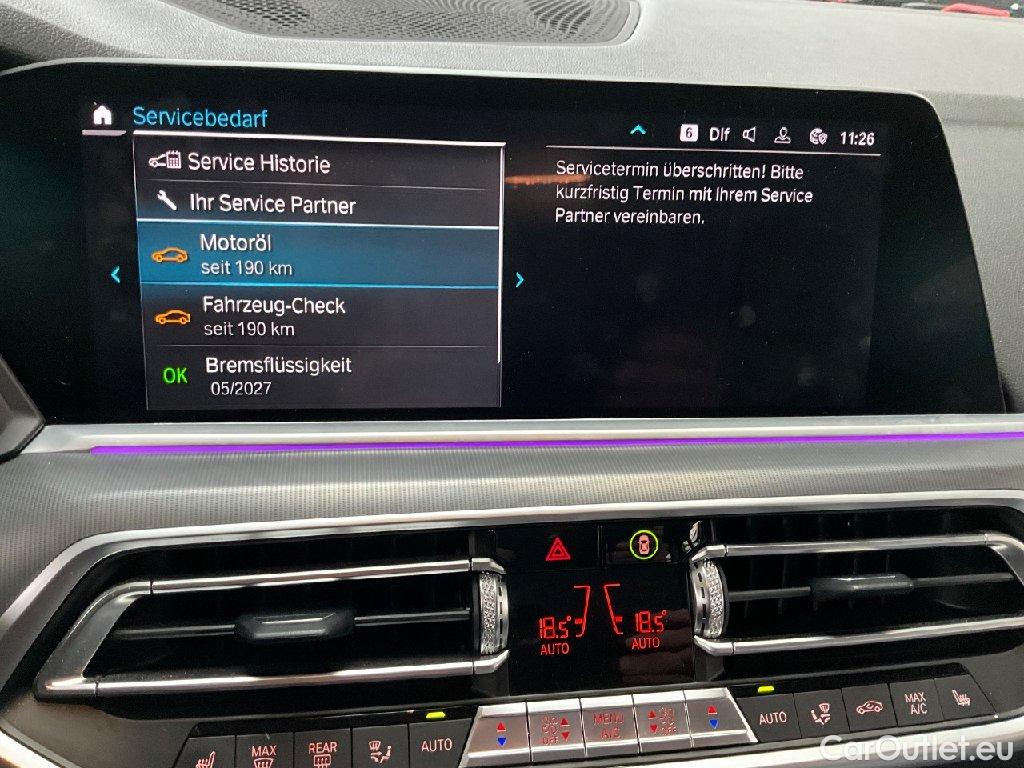 Servicebedarf
6 Dlf 11:26
Service Historie
Ihr Service Partner
Motoröl
seit 190 km
Fahrzeug-Check
seit 190 km
OK Bremsflüssigkeit
05/2027
Servicetermin überschritten! Bitte
kurzfristig Termin mit Ihrem Service
Partner vereinbaren.
18.5° 18.5°
AUTO AUTO
MAX
REAR
AUTO
OFF
MENU
A/C
OFF
AUTO
MAX
A/C
CarOutlet.eu